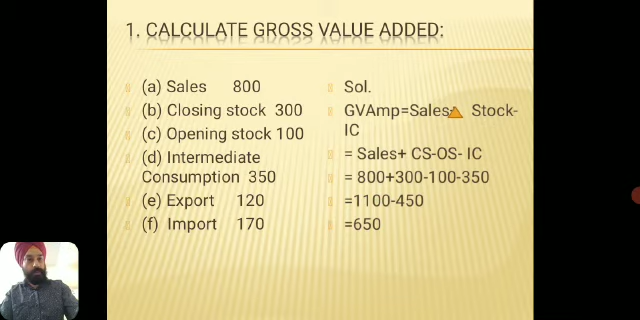 1. CALCULATE GROSS VALUE ADDED:
(a) Sales 800
(b) Closing stock 300
(c) Opening stock 100
(d) Intermediate
Consumption 350
(e) Export 120
(f) Import 170
Sol.
GVAmp=Sales+ Stock-
IC
= Sales+ CS-OS- IC
= 800+300-100-350
=1100-450
=650